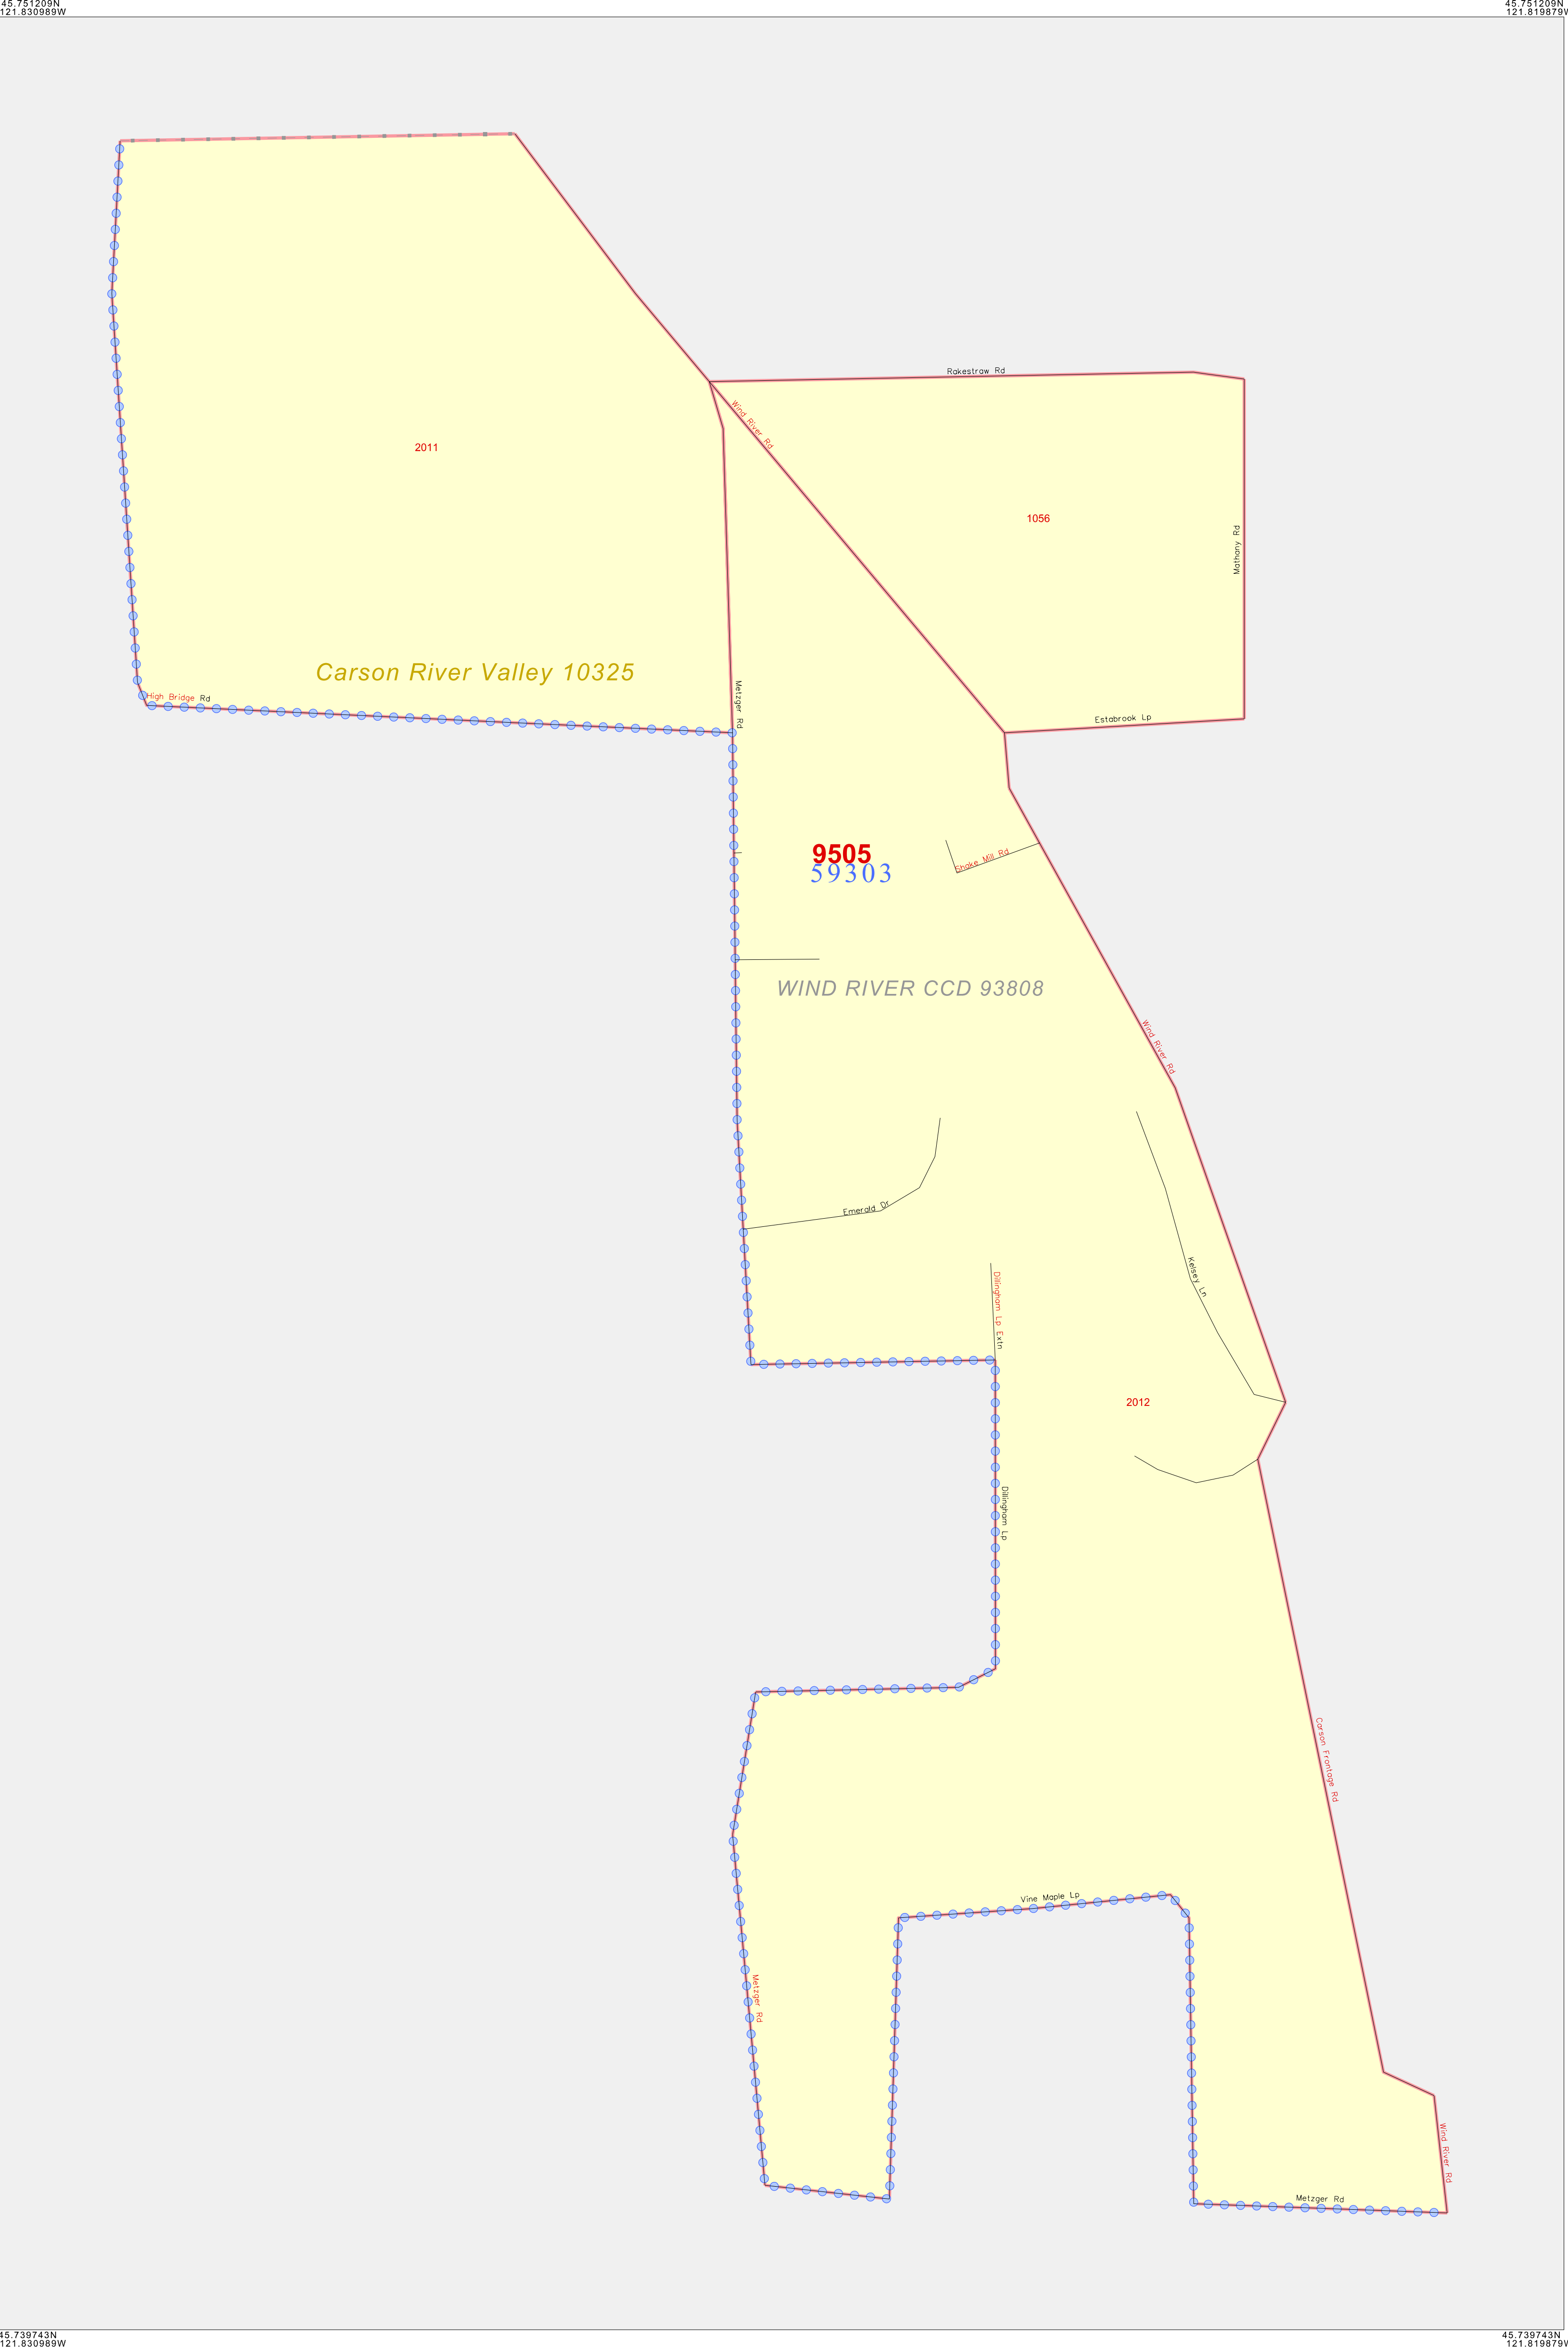 45.751209N
121.830989W
45.751209N
121.819879W
Rakestraw Rd
Wind River Rd
2011
1056
Mathany Rd
Carson River Valley 10325
High Bridge Rd
Metzger Rd
Estabrook Lp
9505
59303
Shake Mill Rd
WIND RIVER CCD 93808
Wind River Rd
Emerald Dr
Kelsey Ln
Dillingham Lp Extn
2012
Dillingham Lp
Carson Frontage Rd
Vine Maple Lp
Metzger Rd
Wind River Rd
Metzger Rd
45.739743N
121.830989W
45.739743N
121.819879W